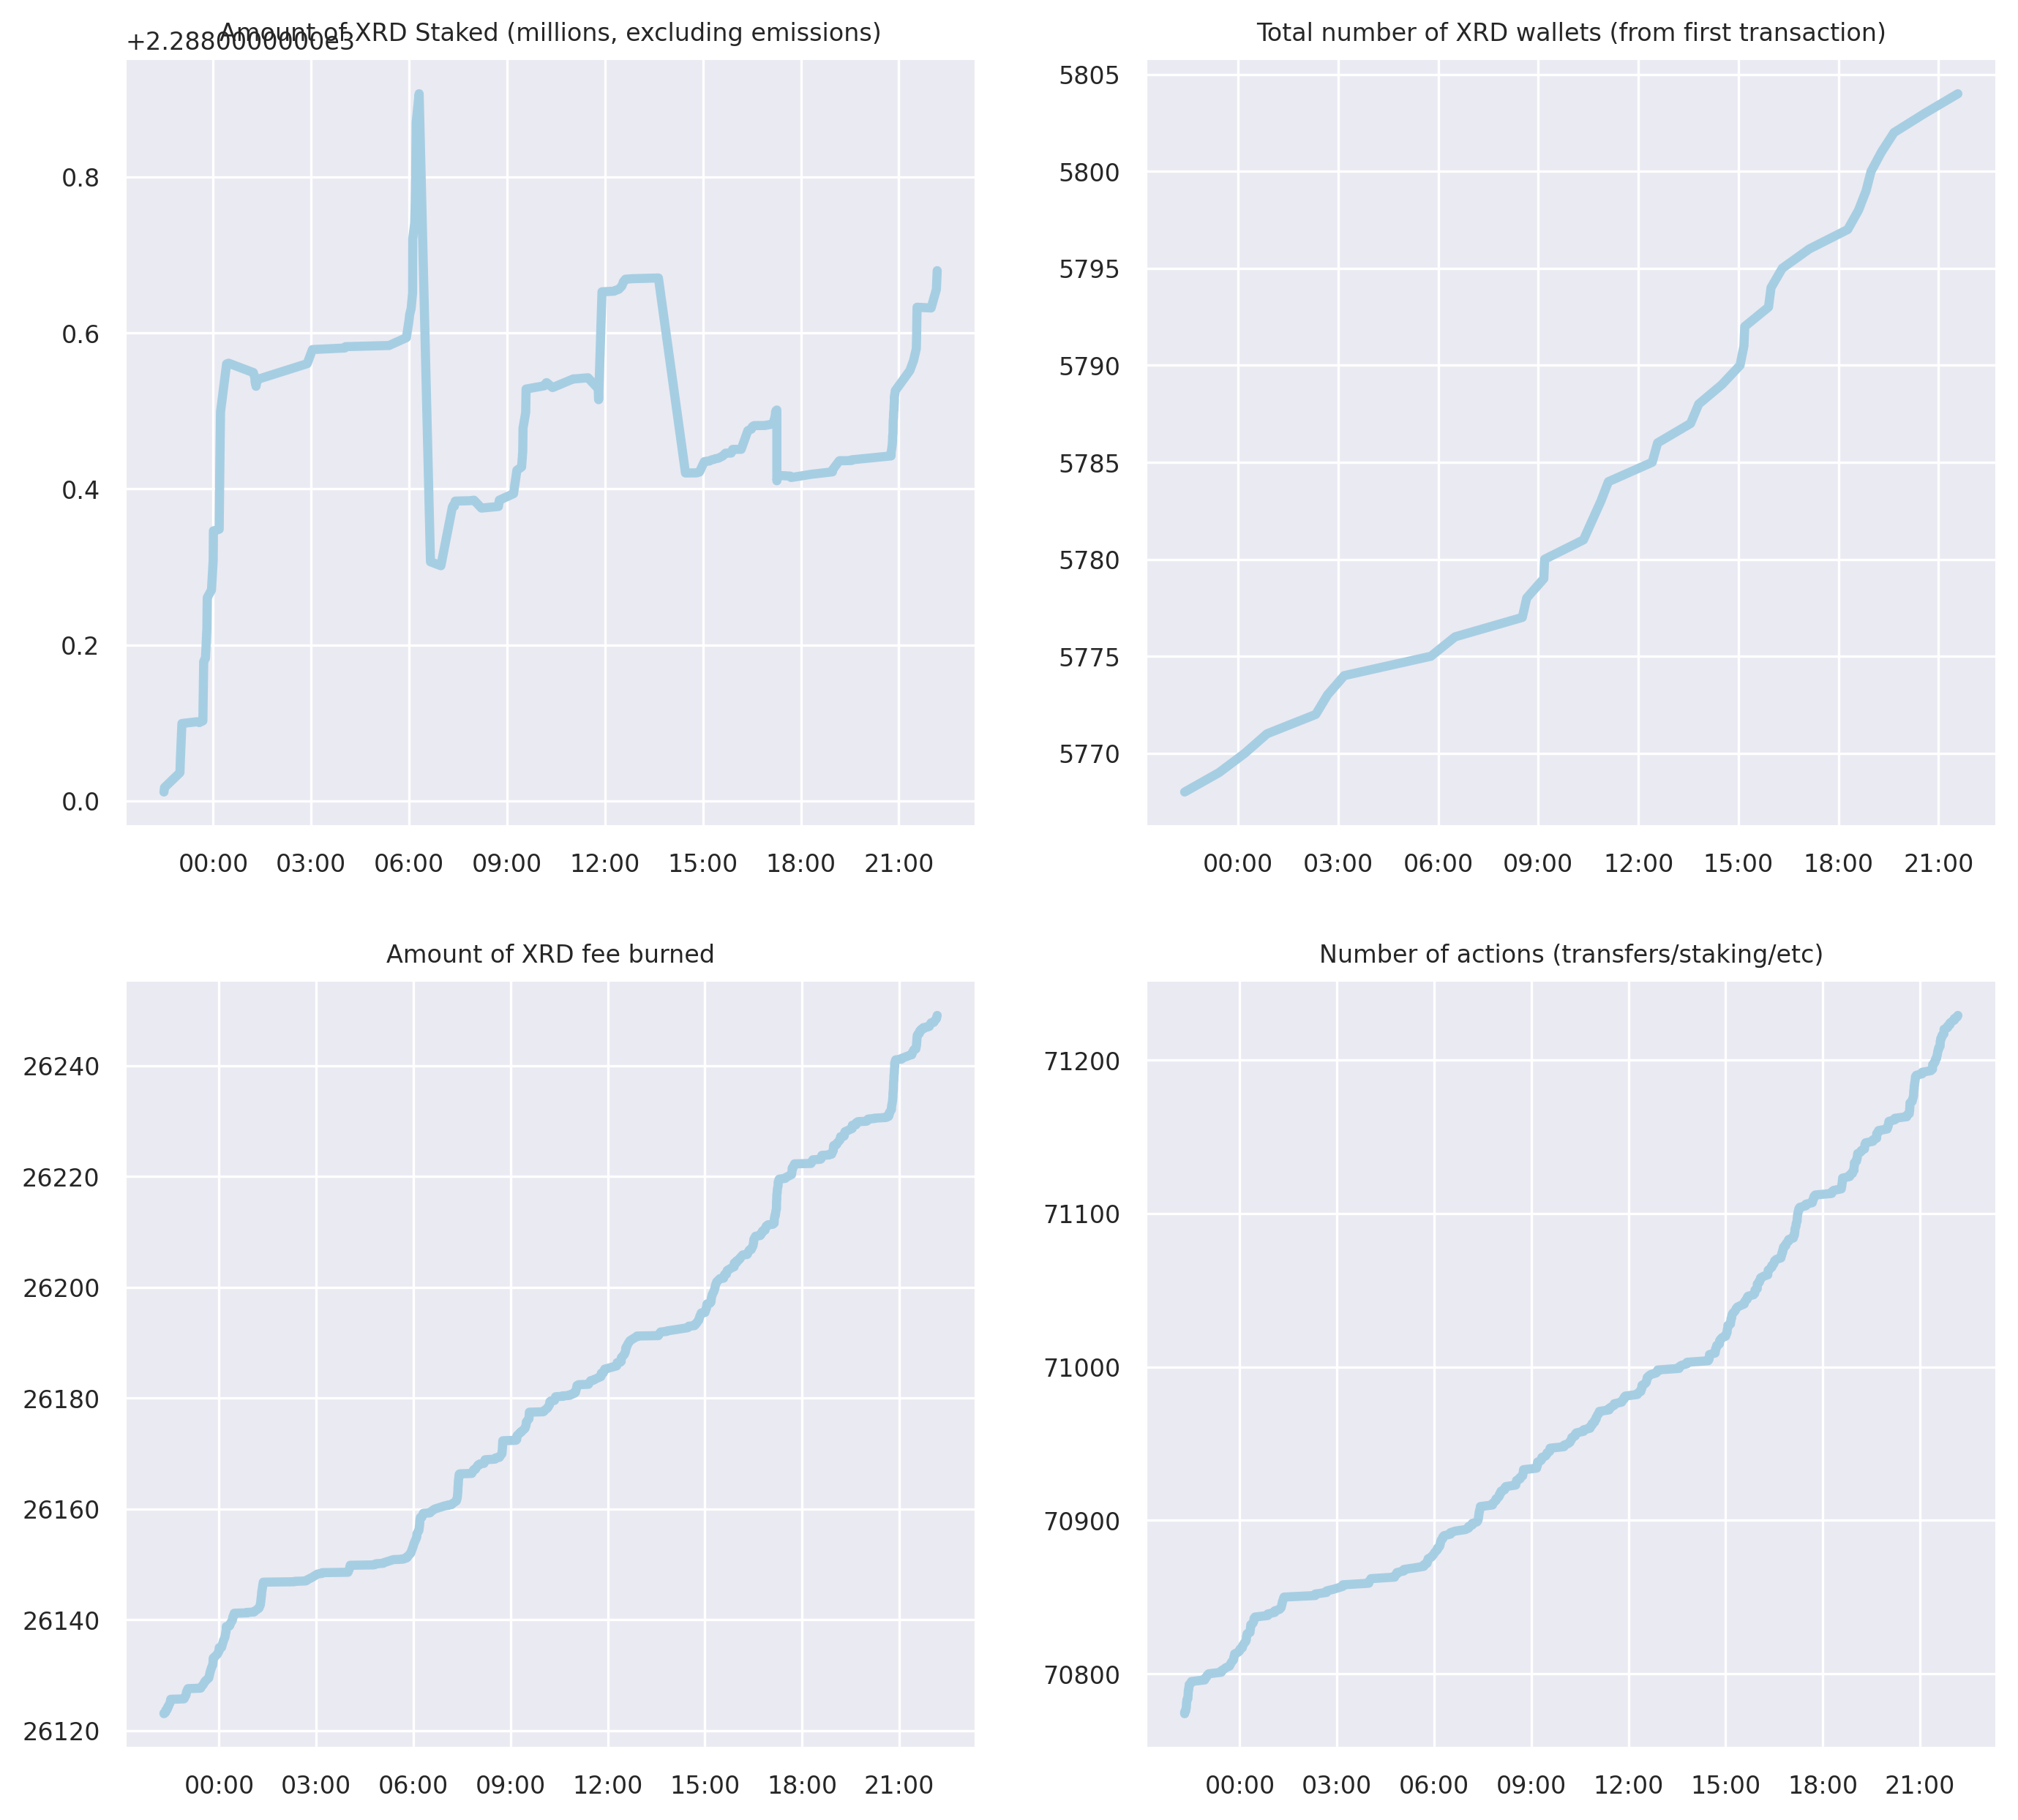 Amount of XRD Staked (millions, excluding emissions)
+2.2880000000e3
0.8
0.6
0.4
0.2
0.0
00:00 03:00 06:00 09:00 12:00 15:00 18:00 21:00
Total number of XRD wallets (from first transaction)
5805
5800
5795
5790
5785
5780
5775
5770
00:00 03:00 06:00 09:00 12:00 15:00 18:00 21:00
Amount of XRD fee burned
26240
26220
26200
26180
26160
26140
26120
00:00 03:00 06:00 09:00 12:00 15:00 18:00 21:00
Number of actions (transfers/staking/etc)
71200
71100
71000
70900
70800
00:00 03:00 06:00 09:00 12:00 15:00 18:00 21:00